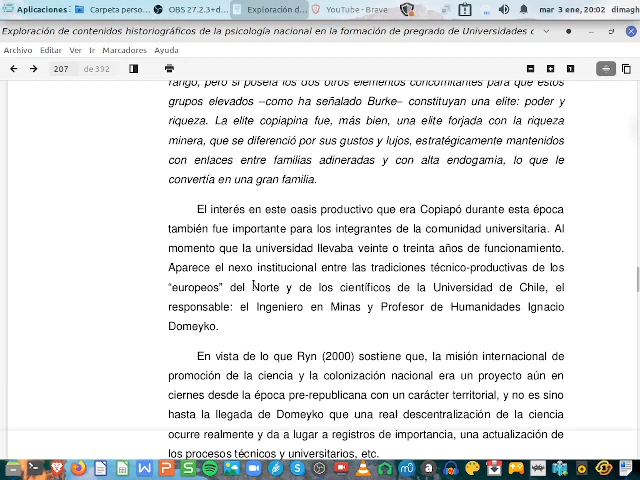 Aplicaciones Carpeta perso... OBS 27.2.3+d... Exploración d... YouTube - Brave mar 3 ene, 20:02 dimagh
Exploración de contenidos historiográficos de la psicología nacional en la formación de pregrado de Universidades c
Archivo Editar Ver Ir Marcadores Ayuda
207 de 392
rango, pero sí poseía los dos otros elementos concomitantes para que estos
grupos elevados –como ha señalado Burke– constituyan una elite: poder y
riqueza. La elite copiapina fue, más bien, una elite forjada con la riqueza
minera, que se diferenció por sus gustos y lujos, estratégicamente mantenidos
con enlaces entre familias adineradas y con alta endogamia, lo que le
convertía en una gran familia.
El interés en este oasis productivo que era Copiapó durante esta época
también fue importante para los integrantes de la comunidad universitaria. Al
momento que la universidad llevaba veinte o treinta años de funcionamiento.
Aparece el nexo institucional entre las tradiciones técnico-productivas de los
“europeos” del Norte y de los científicos de la Universidad de Chile, el
responsable: el Ingeniero en Minas y Profesor de Humanidades Ignacio
Domeyko.
En vista de lo que Ryn (2000) sostiene que, la misión internacional de
promoción de la ciencia y la colonización nacional era un proyecto aún en
ciernes desde la época pre-republicana con un carácter territorial, y no es sino
hasta la llegada de Domeyko que una real descentralización de la ciencia
ocurre realmente y da a lugar a registros de importancia, una actualización de
los procesos técnicos y universitarios, etc.